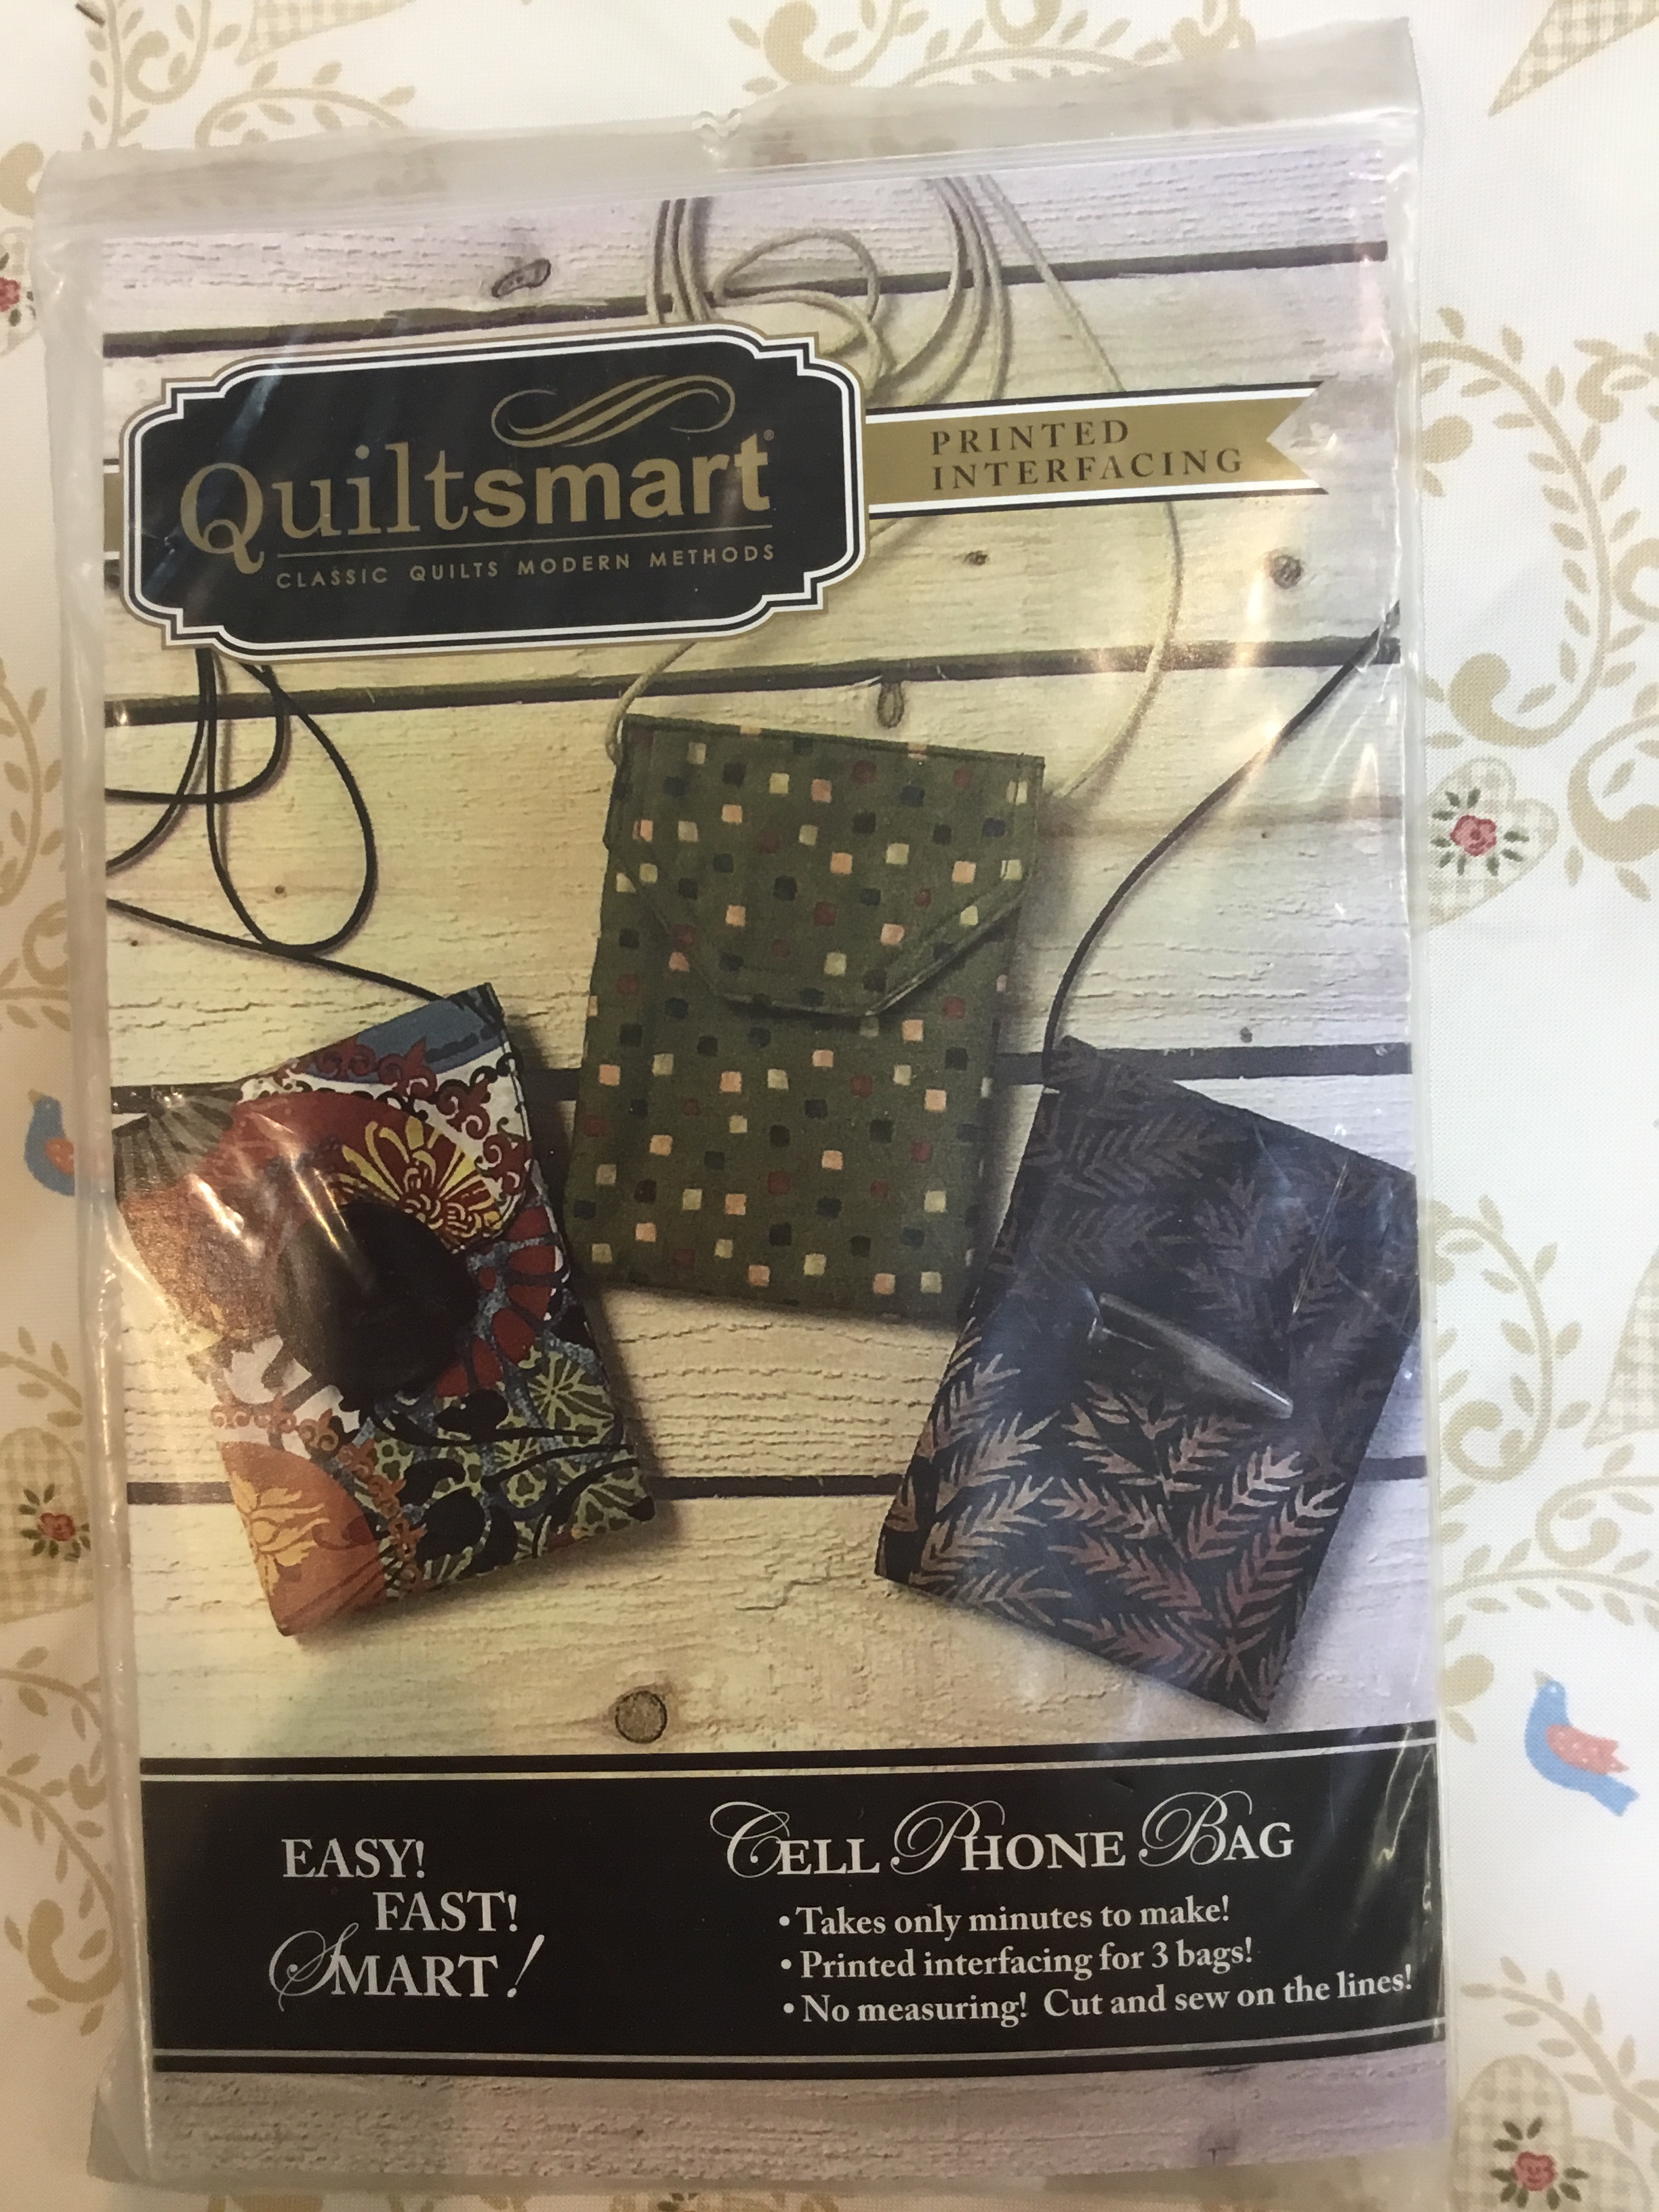 Quiltsmart®
CLASSIC QUILTS MODERN METHODS
PRINTED
INTERFACING
EASY!
FAST!
SMART!
CELL PHONE BAG
• Takes only minutes to make!
• Printed interfacing for 3 bags!
• No measuring! Cut and sew on the lines!